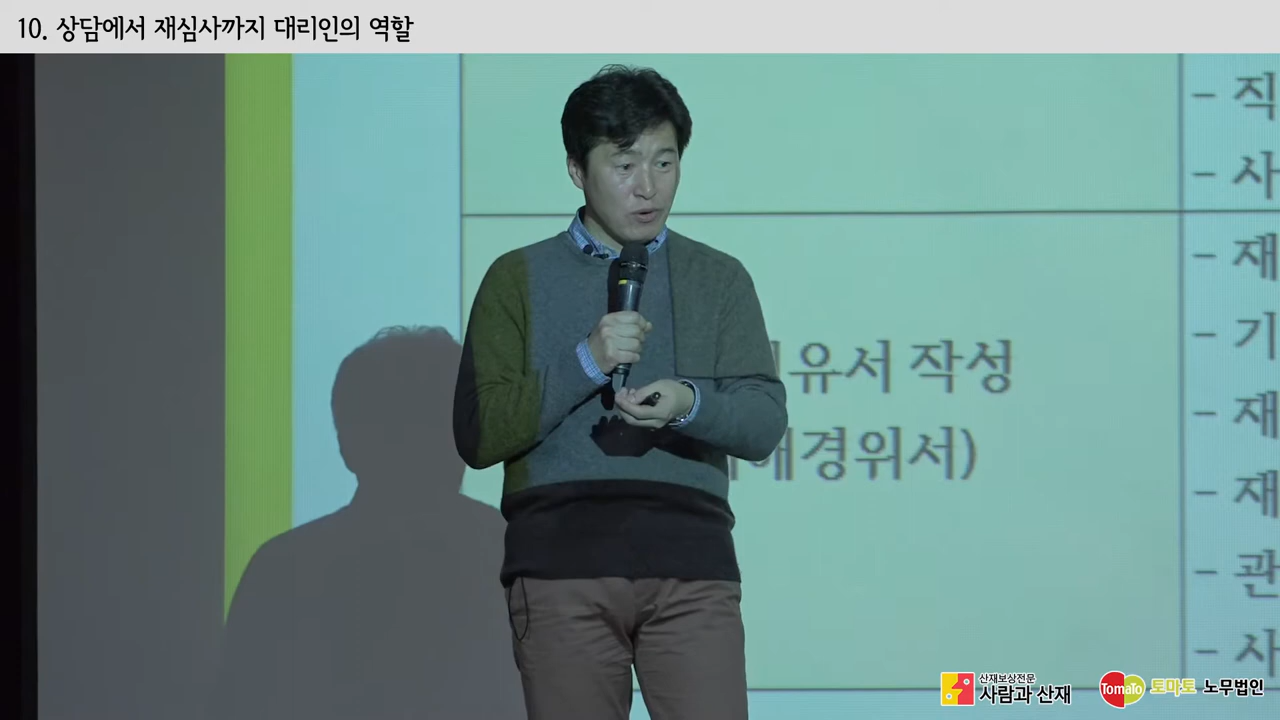 10. 상담에서 재심사까지 대리인의 역할
- 직
- 사
- 재
- 기
유서 작성
- 재
경위서)
- 재
- 관
- 사
산재보상전문
사람과 산재
TomaTo 토마토 노무법인